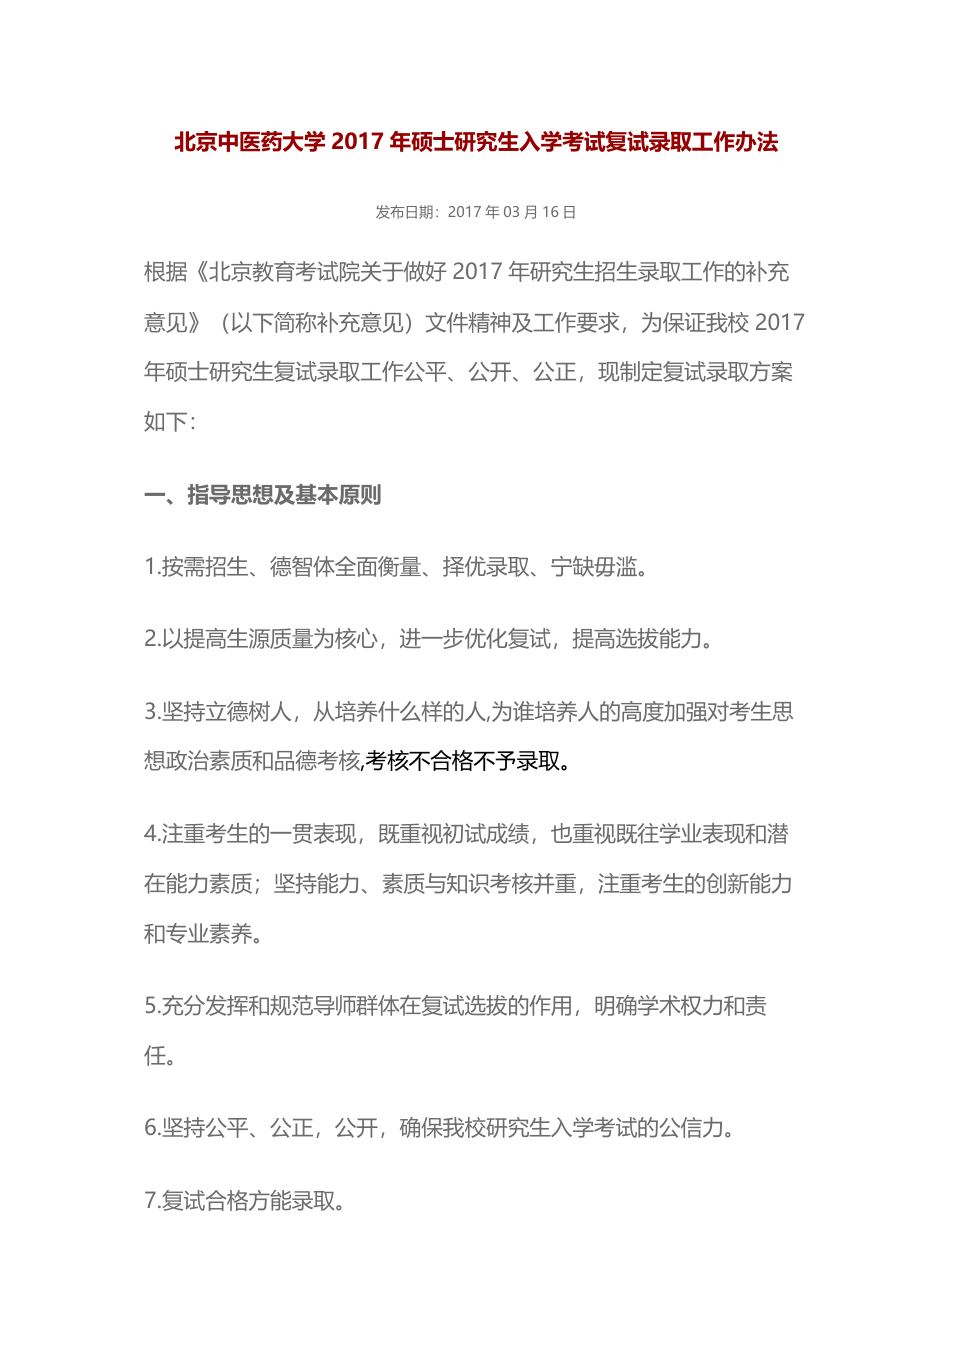 北京中医药大学 2017 年硕士研究生入学考试复试录取工作办法
发布日期：2017 年 03 月 16 日
根据《北京教育考试院关于做好 2017 年研究生招生录取工作的补充
意见》（以下简称补充意见）文件精神及工作要求，为保证我校 2017
年硕士研究生复试录取工作公平、公开、公正，现制定复试录取方案
如下：
一、指导思想及基本原则
1.按需招生、德智体全面衡量、择优录取、宁缺毋滥。
2.以提高生源质量为核心，进一步优化复试，提高选拔能力。
3.坚持立德树人，从培养什么样的人,为谁培养人的高度加强对考生思
想政治素质和品德考核,考核不合格不予录取。
4.注重考生的一贯表现，既重视初试成绩，也重视既往学业表现和潜
在能力素质；坚持能力、素质与知识考核并重，注重考生的创新能力
和专业素养。
5.充分发挥和规范导师群体在复试选拔的作用，明确学术权力和责
任。
6.坚持公平、公正，公开，确保我校研究生入学考试的公信力。
7.复试合格方能录取。